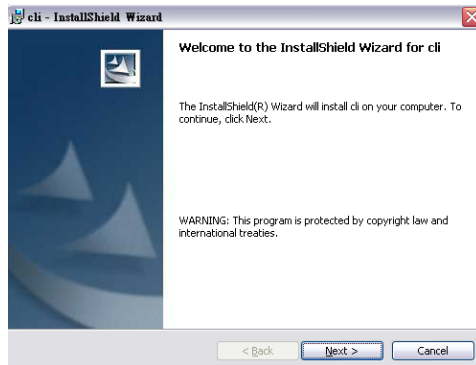 cli - InstallShield Wizard
Welcome to the InstallShield Wizard for cli
The InstallShield(R) Wizard will install cli on your computer. To
continue, click Next.
WARNING: This program is protected by copyright law and
international treaties.
< Back
Next >
Cancel